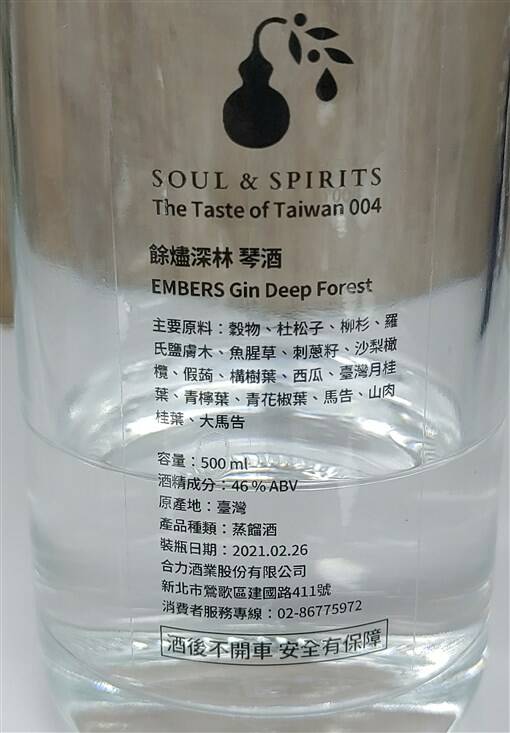 SOUL & SPIRITS
The Taste of Taiwan 004
餘燼深林 琴酒
EMBERS Gin Deep Forest
主要原料：穀物、杜松子、柳杉、羅
氏鹽膚木、魚腥草、刺蔥籽、沙梨橄
欖、假蒟、構樹葉、西瓜、臺灣月桂
葉、青檸葉、青花椒葉、馬告、山肉
桂葉、大馬告
容量：500 ml
酒精成分：46 % ABV
原產地：臺灣
產品種類：蒸餾酒
裝瓶日期：2021.02.26
合力酒業股份有限公司
新北市鶯歌區建國路411號
消費者服務專線：02-86775972
酒後不開車 安全有保障